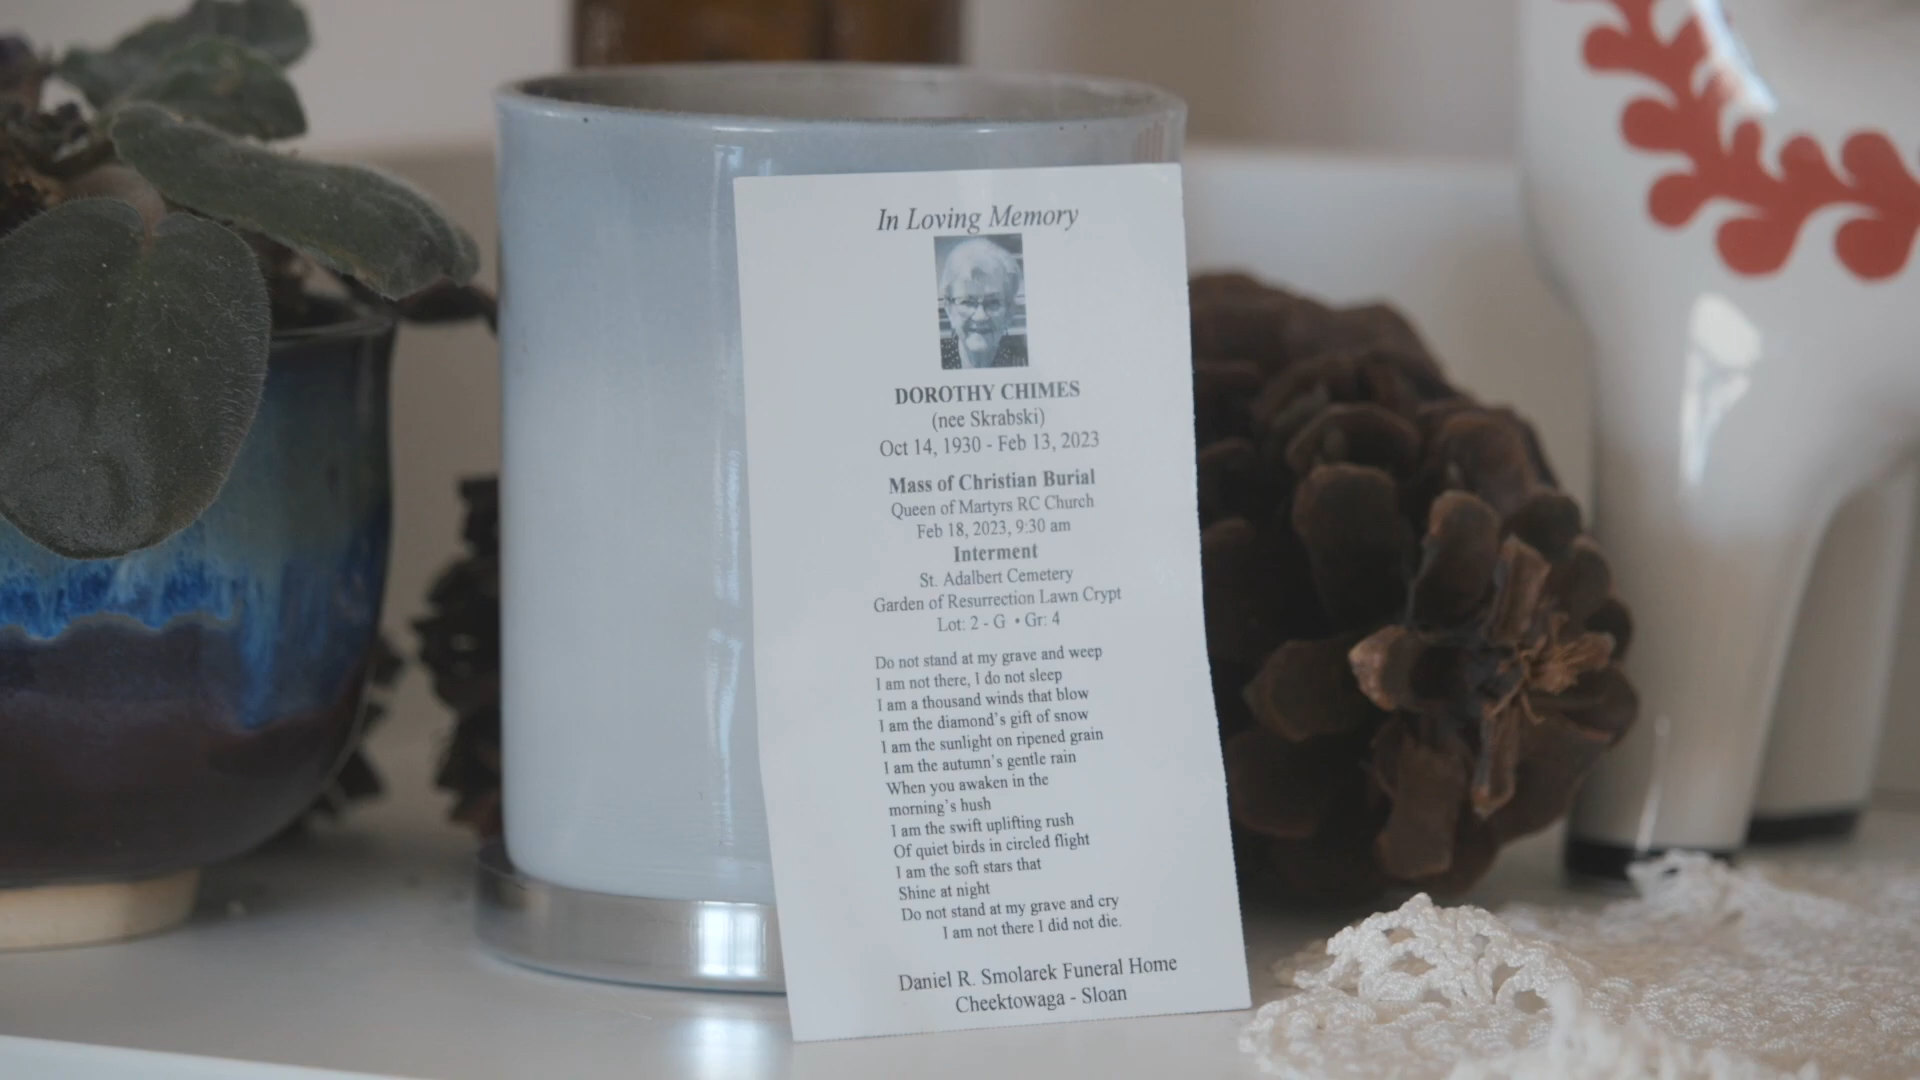 In Loving Memory
DOROTHY CHIMES
(nee Skrabski)
Oct 14, 1930 - Feb 13, 2023
Mass of Christian Burial
Queen of Martyrs RC Church
Feb 18, 2023, 9:30 am
Interment
St. Adalbert Cemetery
Garden of Resurrection Lawn Crypt
Lot: 2 - G • Gr: 4
Do not stand at my grave and weep
I am not there, I do not sleep
I am a thousand winds that blow
I am the diamond's gift of snow
I am the sunlight on ripened grain
I am the autumn's gentle rain
When you awaken in the
morning's hush
I am the swift uplifting rush
Of quiet birds in circled flight
I am the soft stars that
Shine at night
Do not stand at my grave and cry
I am not there I did not die.
Daniel R. Smolarek Funeral Home
Cheektowaga - Sloan